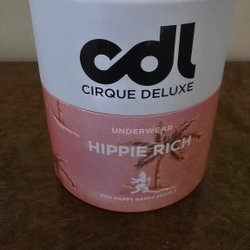 cdl
CIRQUE DELUXE
UNDERWEAR
HIPPIE RICH
FOR HAPPY HAPPY PEOPLE